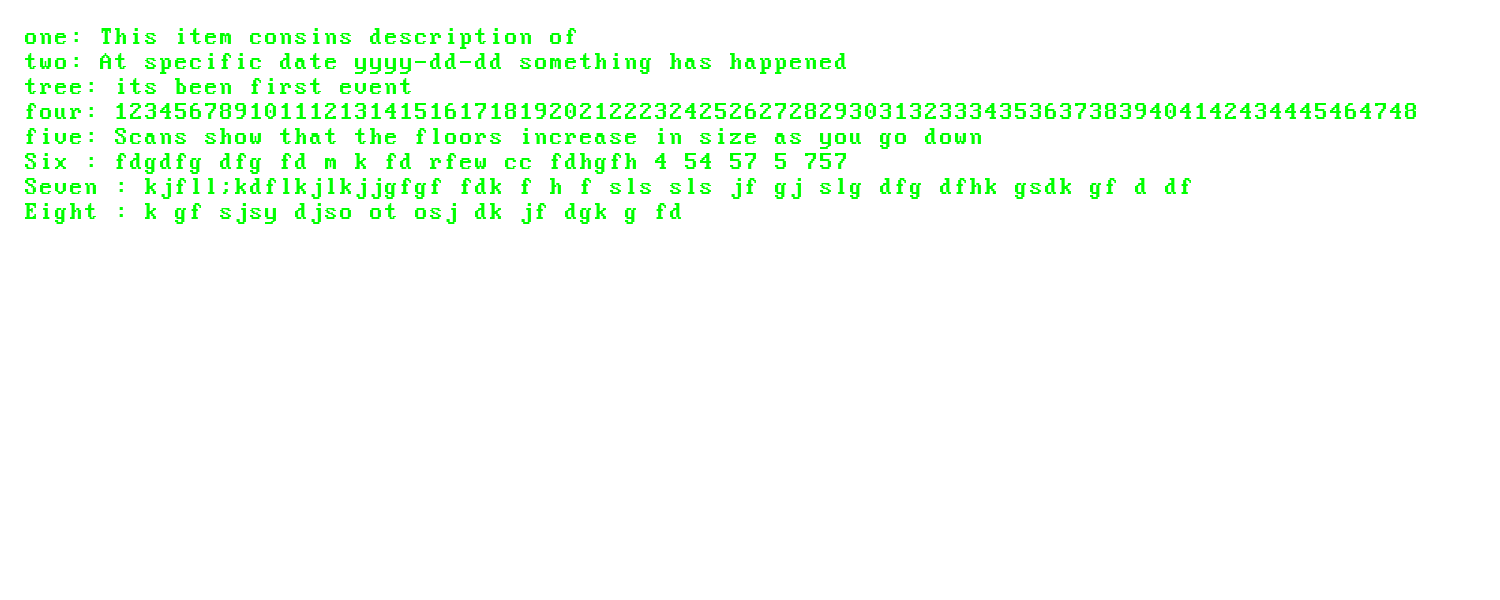 one: This item consins description of
two: At specific date yyyy-dd-dd something has happened
tree: its been first event
four: 123456789101112131415161718192021222324252627282930313233343536373839404142434445464748
five: Scans show that the floors increase in size as you go down
Six : fdgdfg dfg fd m k fd rfew cc fdhgfh 4 54 57 5 757
Seven : kjfll;kdflkjlkjjgfgf fdk f h f sls sls jf gj slg dfg dfhk gsdk gf d df
Eight : k gf sjsy djso ot osj dk jf dgk g fd